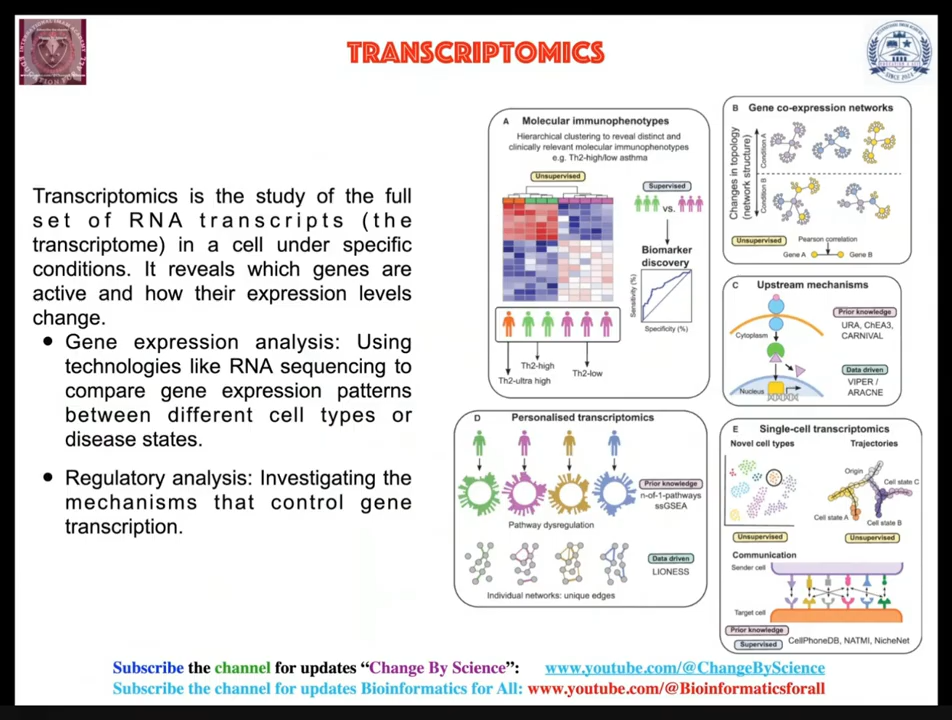 TRANSCRIPTOMICS
Transcriptomics is the study of the full
set of RNA transcripts (the
transcriptome) in a cell under specific
conditions. It reveals which genes are
active and how their expression levels
change.
● Gene expression analysis: Using
technologies like RNA sequencing to
compare gene expression patterns
between different cell types or
disease states.
● Regulatory analysis: Investigating the
mechanisms that control gene
transcription.
A Molecular immunophenotypes
Hierarchical clustering to reveal distinct and
clinically relevant molecular immunophenotypes
e.g. Th2-high/low asthma
Unsupervised
Supervised
vs.
Biomarker
discovery
Sensitivity (%)
Specificity (%)
Th2-high
Th2-low
Th2-ultra high
B Gene co-expression networks
Changes in topology
(network structure)
Condition A
Condition B
Unsupervised
Pearson correlation
Gene A
Gene B
C Upstream mechanisms
Prior knowledge
URA, ChEA3,
CARNIVAL
Cytoplasm
Data driven
VIPER /
ARACNE
Nucleus
D Personalised transcriptomics
Prior knowledge
n-of-1-pathways
ssGSEA
Pathway dysregulation
Data driven
LIONESS
Individual networks: unique edges
E Single-cell transcriptomics
Novel cell types
Trajectories
Origin
Cell state C
Cell state A
Cell state B
Unsupervised
Unsupervised
Communication
Sender cell
Target cell
Prior knowledge
Supervised
CellPhoneDB, NATMI, NicheNet
Subscribe the channel for updates “Change By Science”: www.youtube.com/@ChangeByScience
Subscribe the channel for updates Bioinformatics for All: www.youtube.com/@Bioinformaticsforall